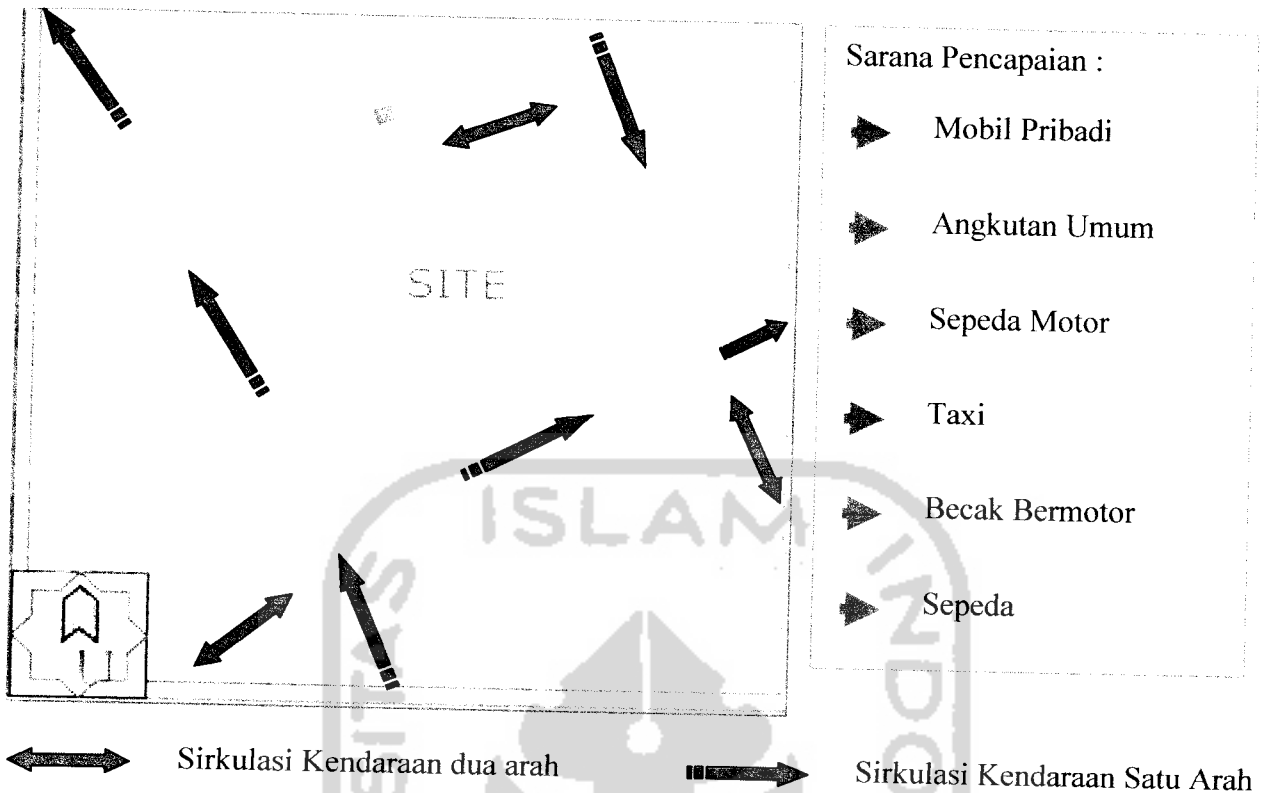 SITE
Sarana Pencapaian :
Mobil Pribadi
Angkutan Umum
Sepeda Motor
Taxi
Becak Bermotor
Sepeda
Sirkulasi Kendaraan dua arah
Sirkulasi Kendaraan Satu Arah
ISLAM